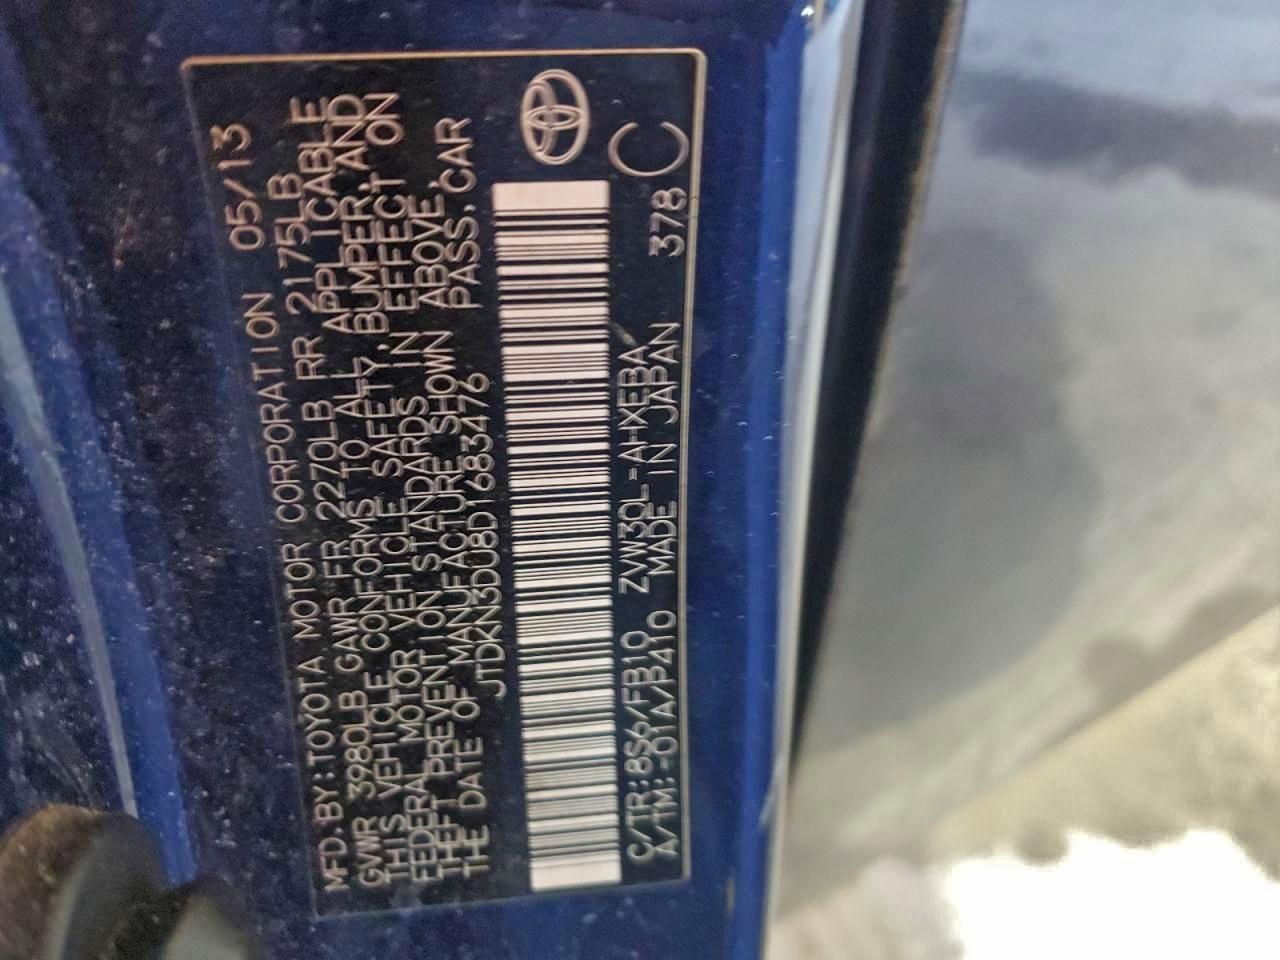 MFD.BY:TOYOTA MOTOR CORPORATION 05/13
GVWR 3980LB GAWR FR 2270LB RR 2175LB
THIS VEHICLE CONFORMS TO ALL APPLICABLE
FEDERAL MOTOR VEHICLE SAFETY,BUMPER,AND
THEFT PREVENTION STANDARDS IN EFFECT ON
THE DATE OF MANUFACTURE SHOWN ABOVE.
JTDKN3DU8D1683476 PASS.CAR
C/TR:8S6/FB10 ZVW30L-AHXEBA 378 C
A/TM:-01A/B410 MADE IN JAPAN